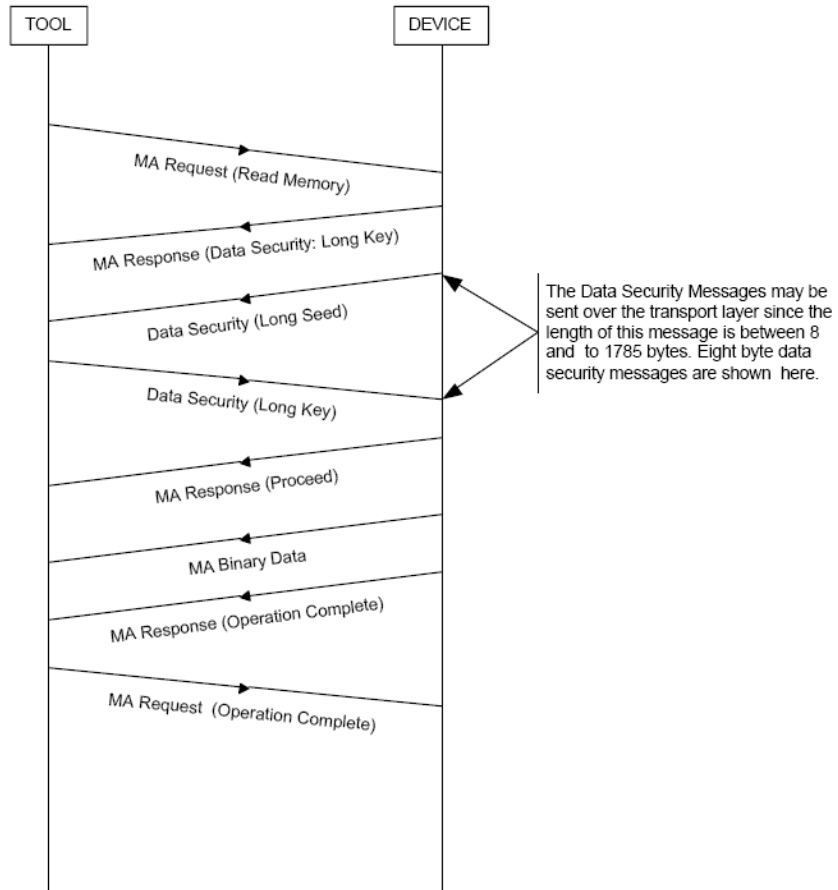 TOOL
DEVICE
MA Request (Read Memory)
MA Response (Data Security: Long Key)
Data Security (Long Seed)
Data Security (Long Key)
MA Response (Proceed)
MA Binary Data
MA Response (Operation Complete)
MA Request  (Operation Complete)
The Data Security Messages may be
sent over the transport layer since the
length of this message is between 8
and  to 1785 bytes. Eight byte data
security messages are shown  here.